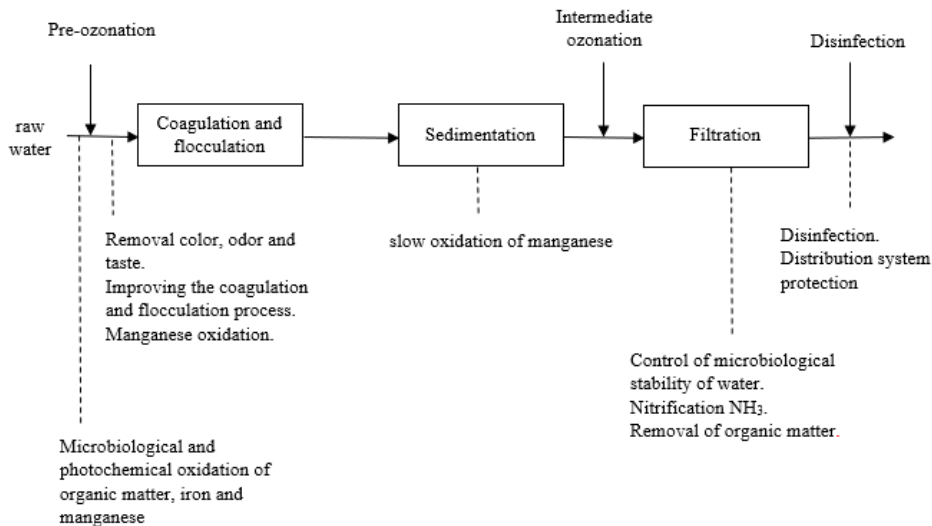 Pre-ozonation
Intermediate
ozonation
Disinfection
raw
water
Coagulation and
flocculation
Sedimentation
Filtration
Removal color, odor and
taste.
Improving the coagulation
and flocculation process.
Manganese oxidation.
slow oxidation of manganese
Disinfection.
Distribution system
protection
Control of microbiological
stability of water.
Nitrification NH₃.
Removal of organic matter.
Microbiological and
photochemical oxidation of
organic matter, iron and
manganese